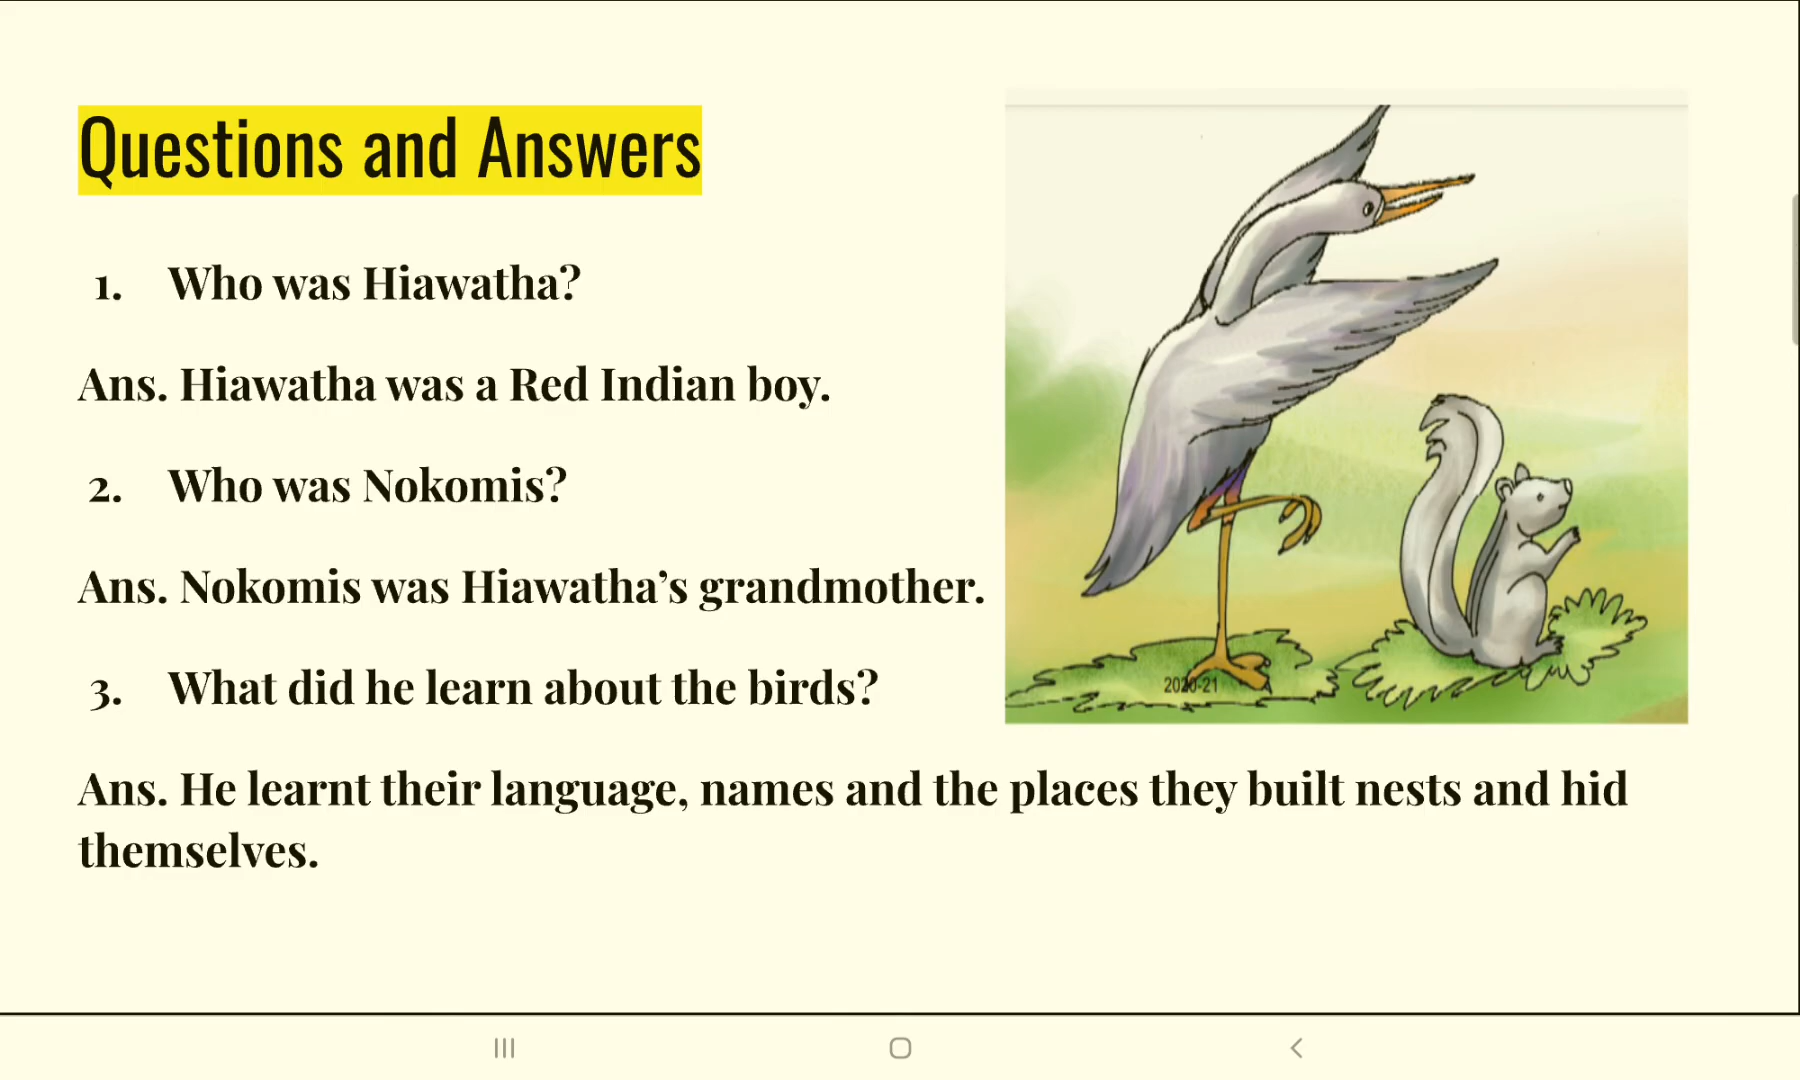 Questions and Answers
1. Who was Hiawatha?
Ans. Hiawatha was a Red Indian boy.
2. Who was Nokomis?
Ans. Nokomis was Hiawatha’s grandmother.
3. What did he learn about the birds?
2020-21
Ans. He learnt their language, names and the places they built nests and hid
themselves.